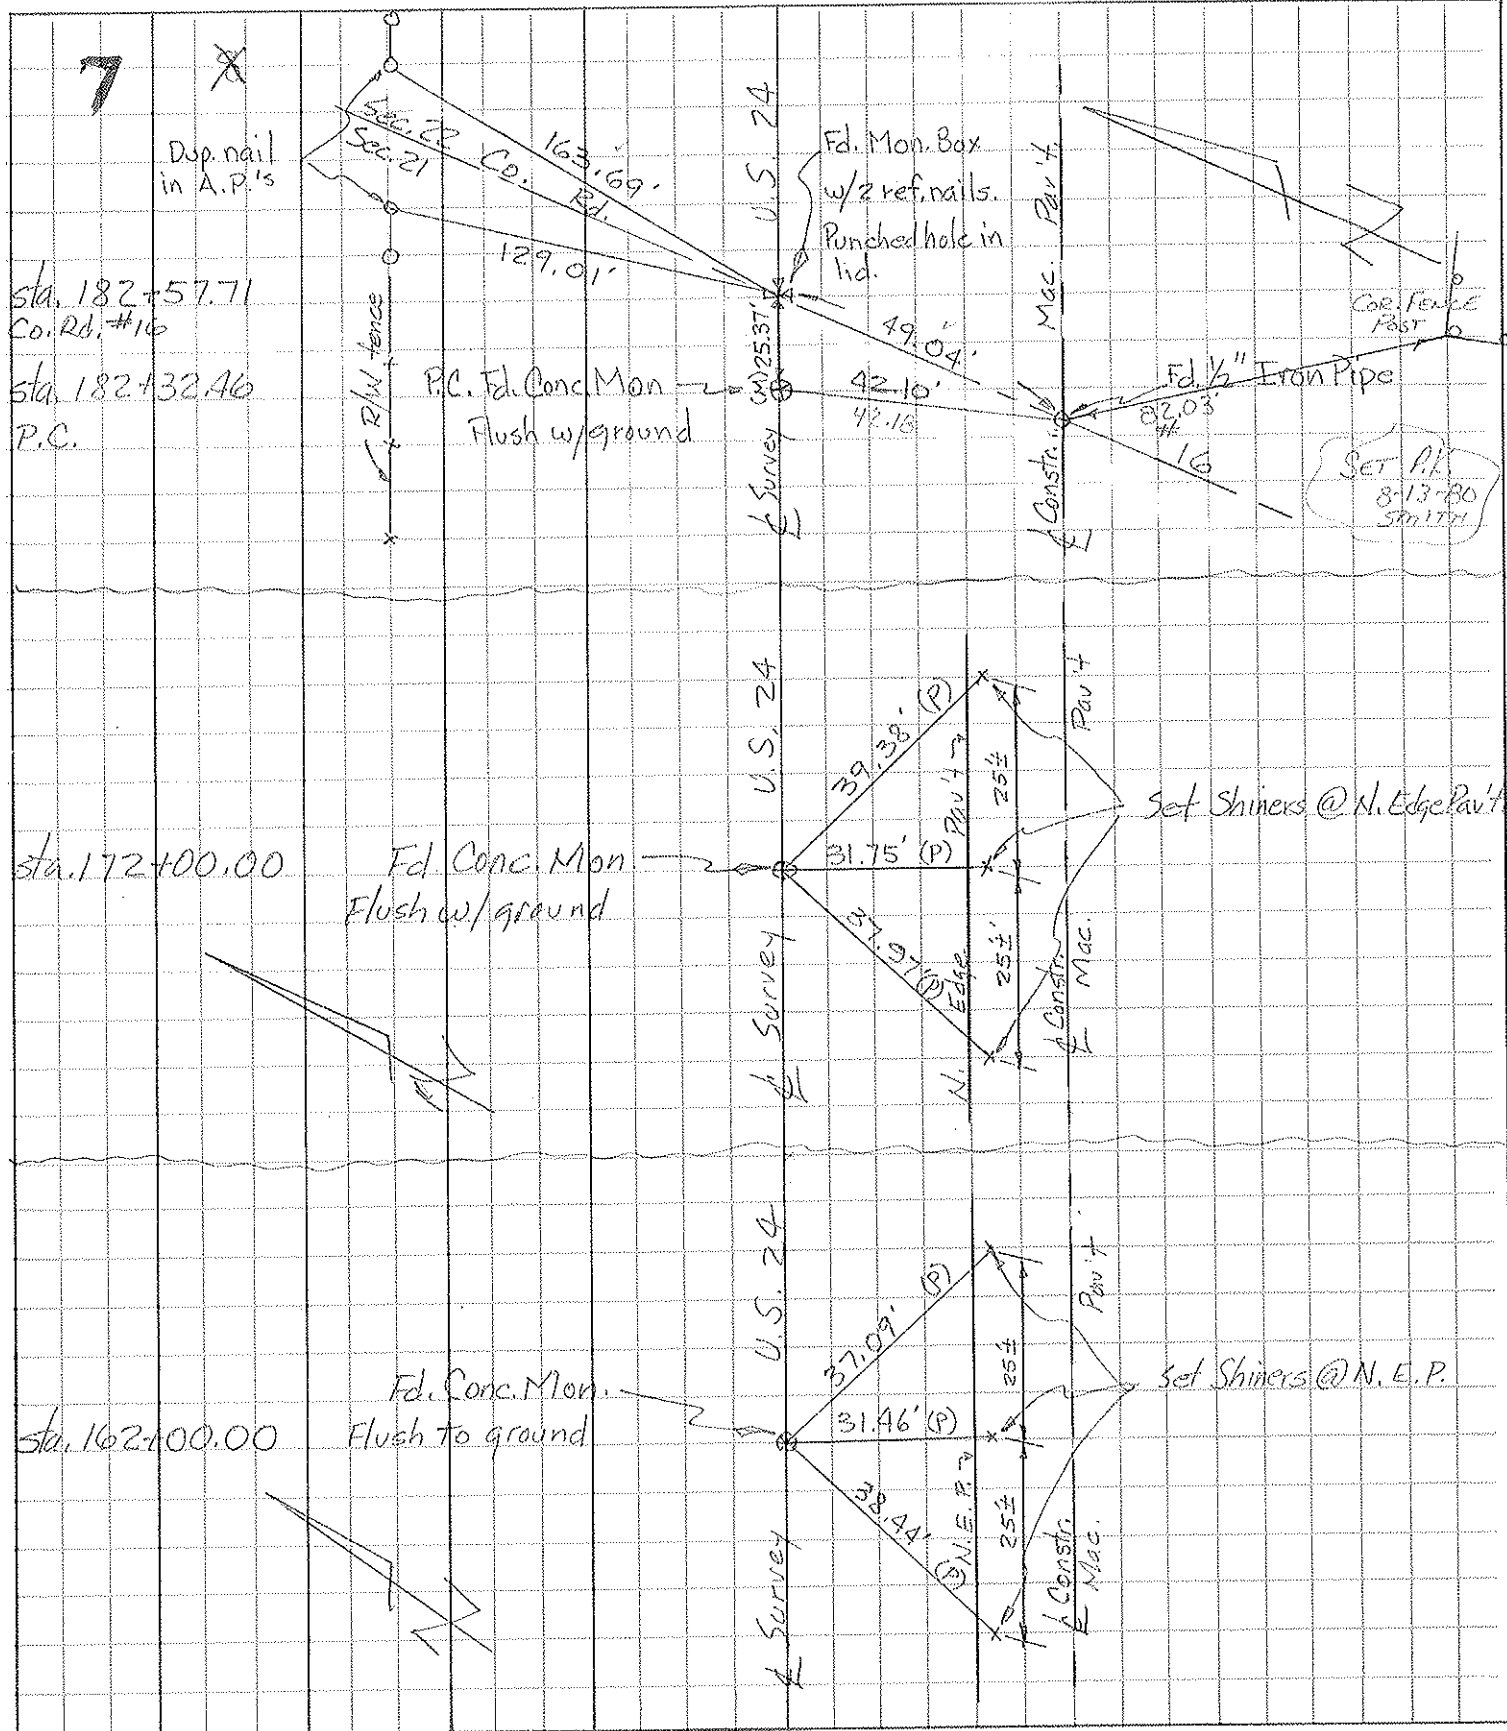 7
Dup. nail
in A.P.'s
Sec. 22
Sec. 21
Co. Rd.
163.69'
129.01'
U.S. 24
Fd. Mon. Box
w/2 ref. nails.
Punched hole in
lid.
Mac. Pav't.
sta. 182+57.71
Co. Rd. #16
sta. 182+32.46
P.C.
R/W fence
P.C. Fd. Conc. Mon
Flush w/ground
(M) 25.37'
℄ Survey
49.04'
42.10'
42.18
℄ Constr.
COR. FENCE
POST
Fd. 1/2" Iron Pipe
82.03'
16
SET P.K.
8-13-80
SMITH
U.S. 24
39.38' (P)
Pav't
25'±
Pav't
Set Shiners @ N. Edge Pav't
sta. 172+00.00
Fd. Conc. Mon
Flush w/ ground
31.75' (P)
37.97' (P)
N. Edge
25'±
℄ Survey
℄ Constr.
Mac.
U.S. 24
37.09' (P)
25'±
Pav't
Set Shiners @ N. E. P.
Fd. Conc. Mon.
Flush to ground
sta. 162+00.00
31.46' (P)
38.44' (P)
N. E. P.
25'±
℄ Survey
℄ Constr.
Mac.